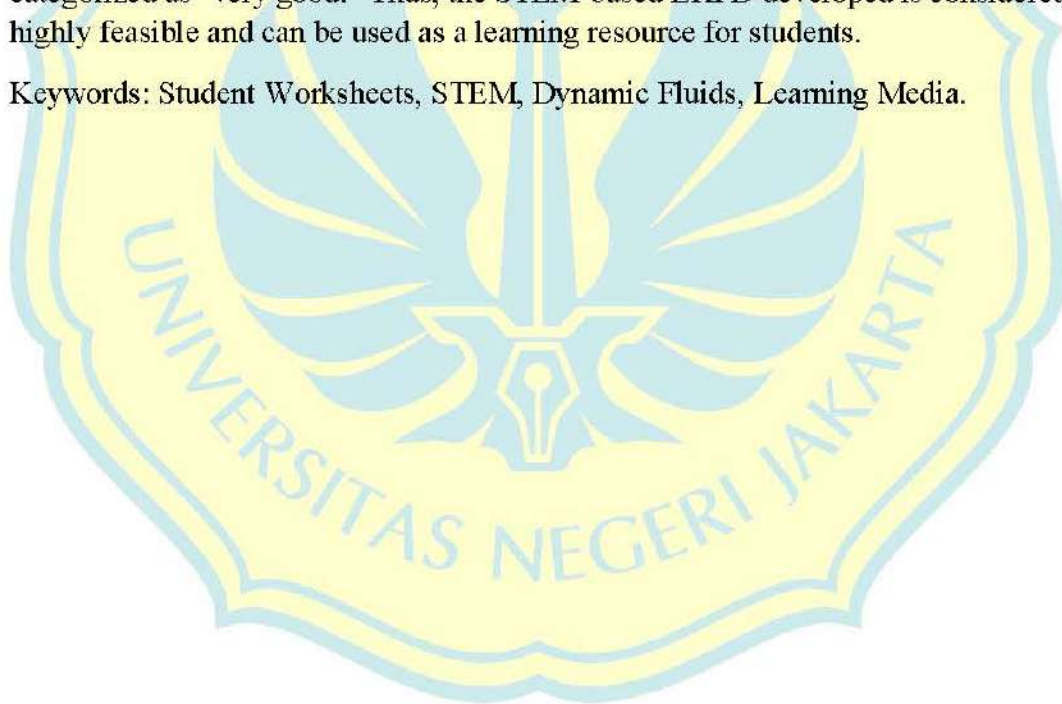 highly feasible and can be used as a learning resource for students.
Keywords: Student Worksheets, STEM, Dynamic Fluids, Learning Media.
UNIVERSITAS NEGERI JAKARTA